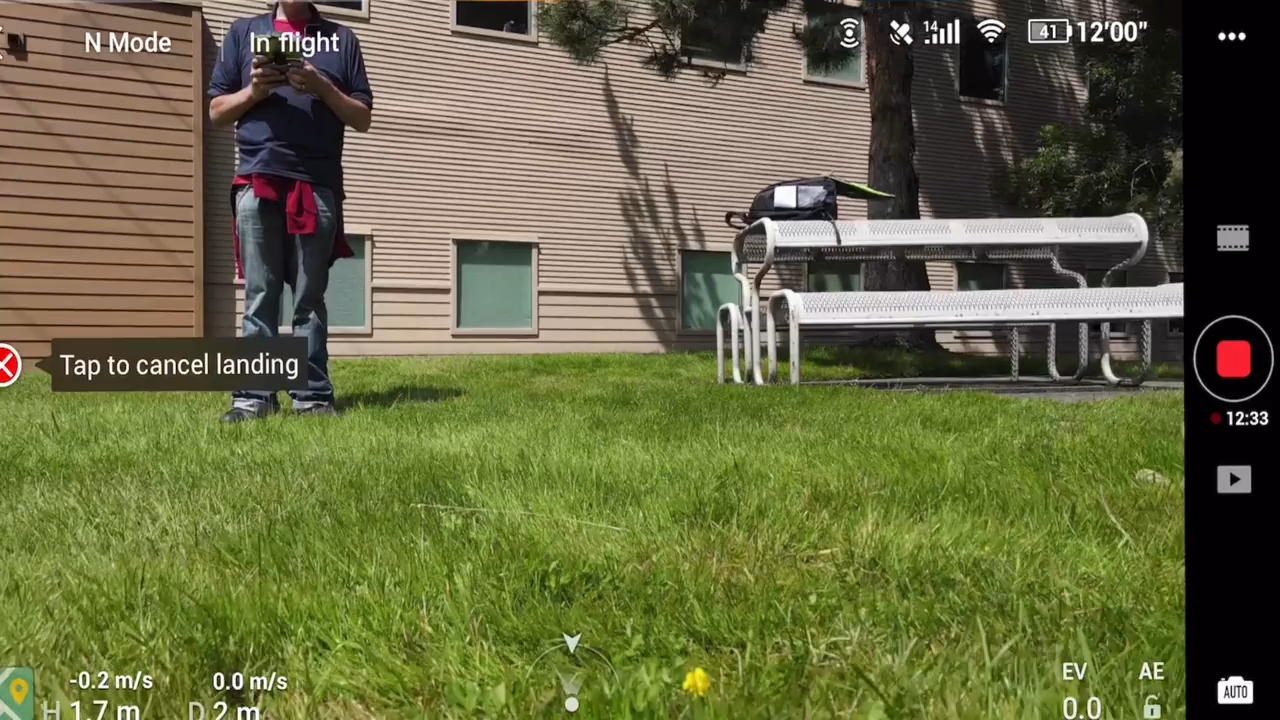 N Mode
In flight
14
41
12'00"
Tap to cancel landing
12:33
-0.2 m/s
0.0 m/s
H 1.7 m
D 2 m
EV
AE
0.0
AUTO